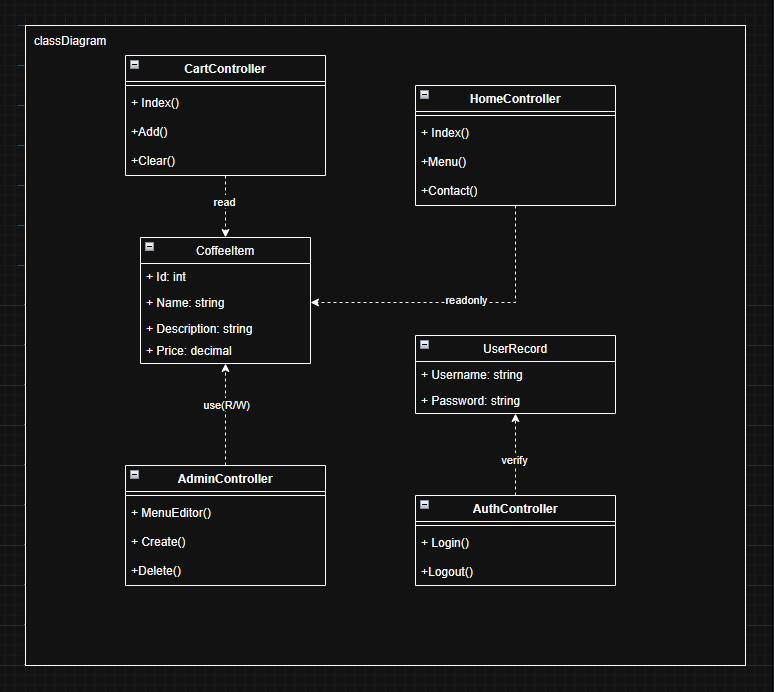 classDiagram
CartController
+ Index()
+Add()
+Clear()
HomeController
+ Index()
+Menu()
+Contact()
read
CoffeeItem
+ Id: int
+ Name: string
+ Description: string
+ Price: decimal
readonly
UserRecord
+ Username: string
+ Password: string
use(R/W)
verify
AdminController
+ MenuEditor()
+ Create()
+Delete()
AuthController
+ Login()
+Logout()